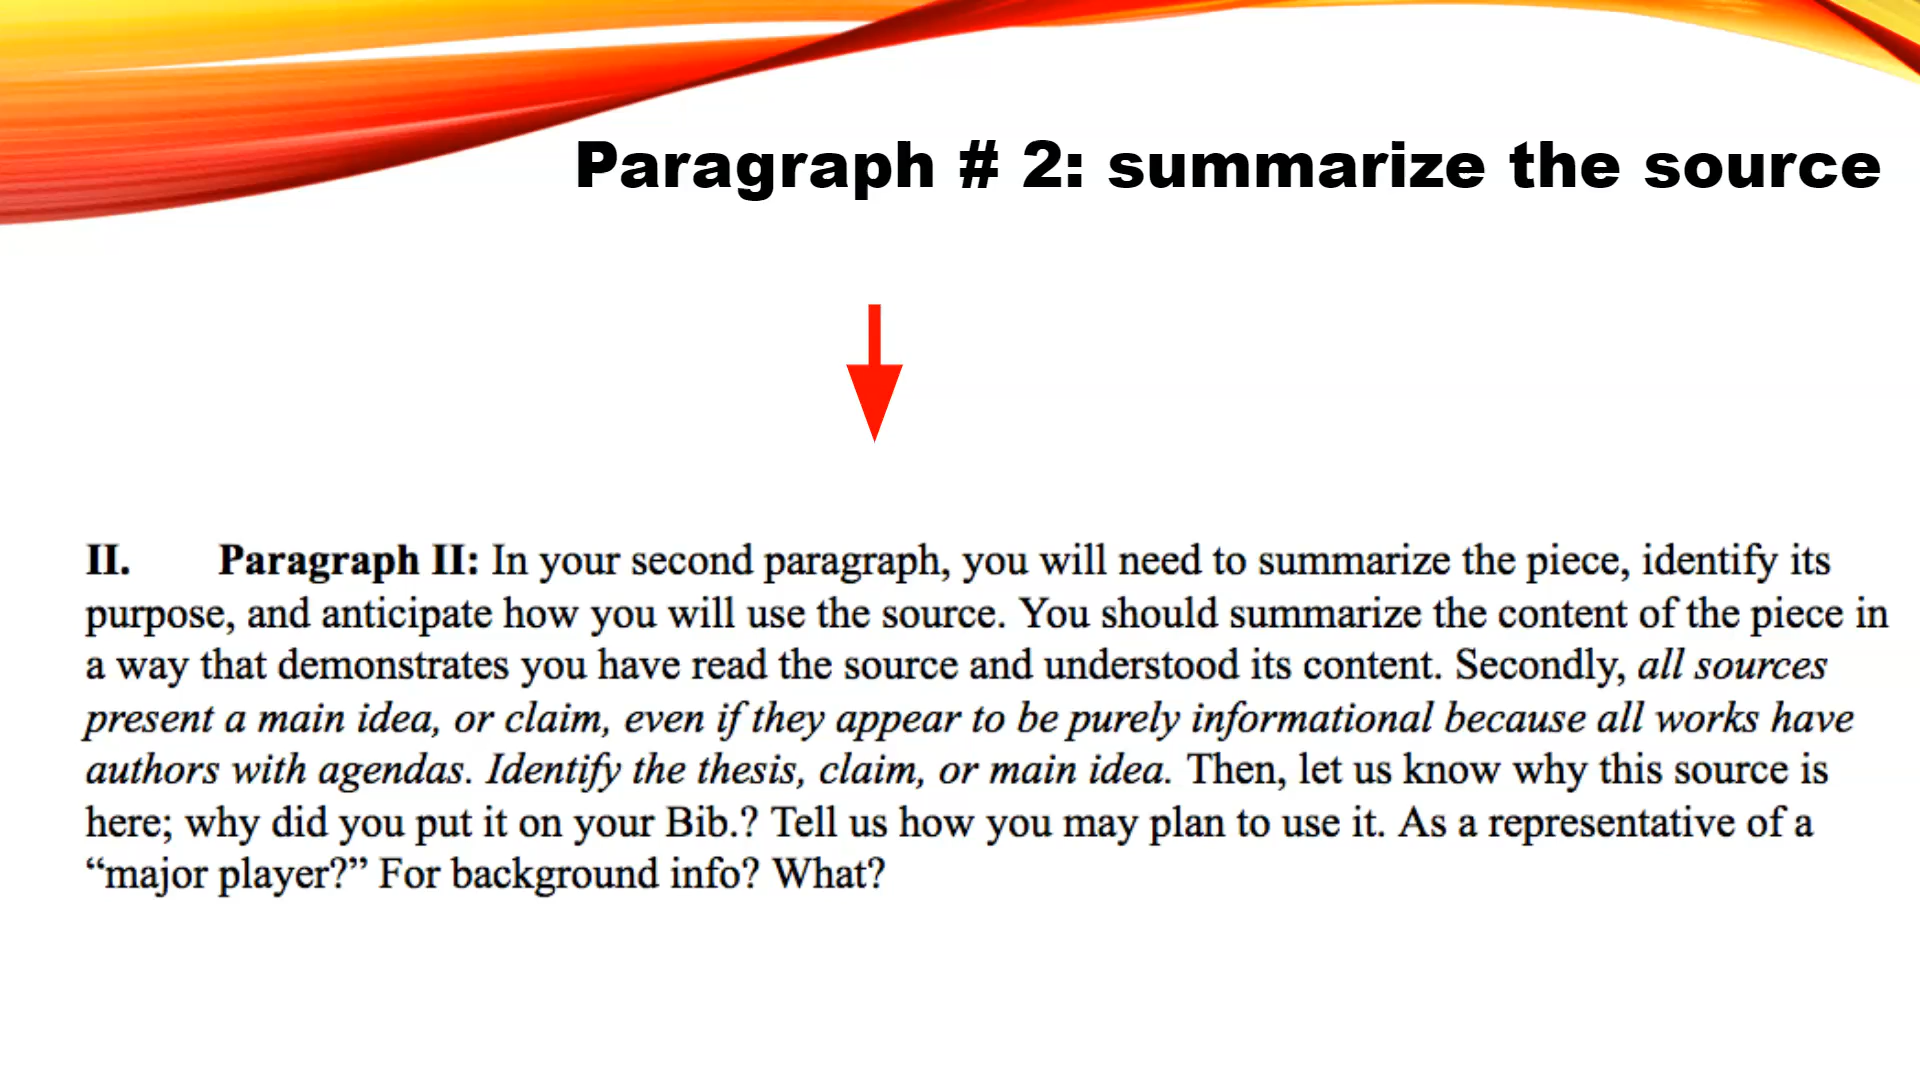 Paragraph # 2: summarize the source
II. Paragraph II: In your second paragraph, you will need to summarize the piece, identify its
purpose, and anticipate how you will use the source. You should summarize the content of the piece in
a way that demonstrates you have read the source and understood its content. Secondly, all sources
present a main idea, or claim, even if they appear to be purely informational because all works have
authors with agendas. Identify the thesis, claim, or main idea. Then, let us know why this source is
here; why did you put it on your Bib.? Tell us how you may plan to use it. As a representative of a
“major player?” For background info? What?